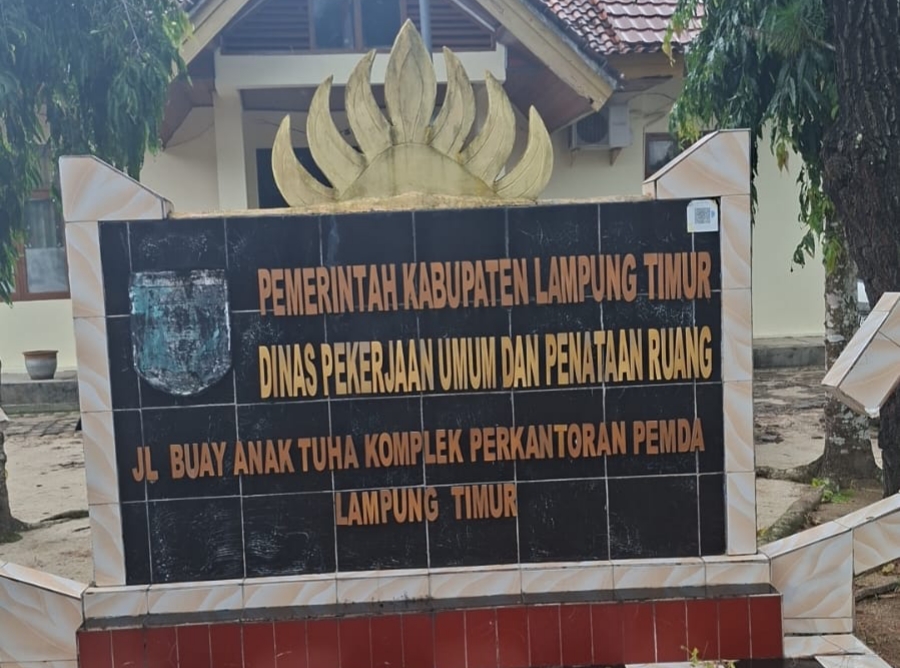 PEMERINTAH KABUPATEN LAMPUNG TIMUR
DINAS PEKERJAAN UMUM DAN PENATAAN RUANG
JL. BUAY ANAK TUHA KOMPLEK PERKANTORAN PEMDA
LAMPUNG TIMUR